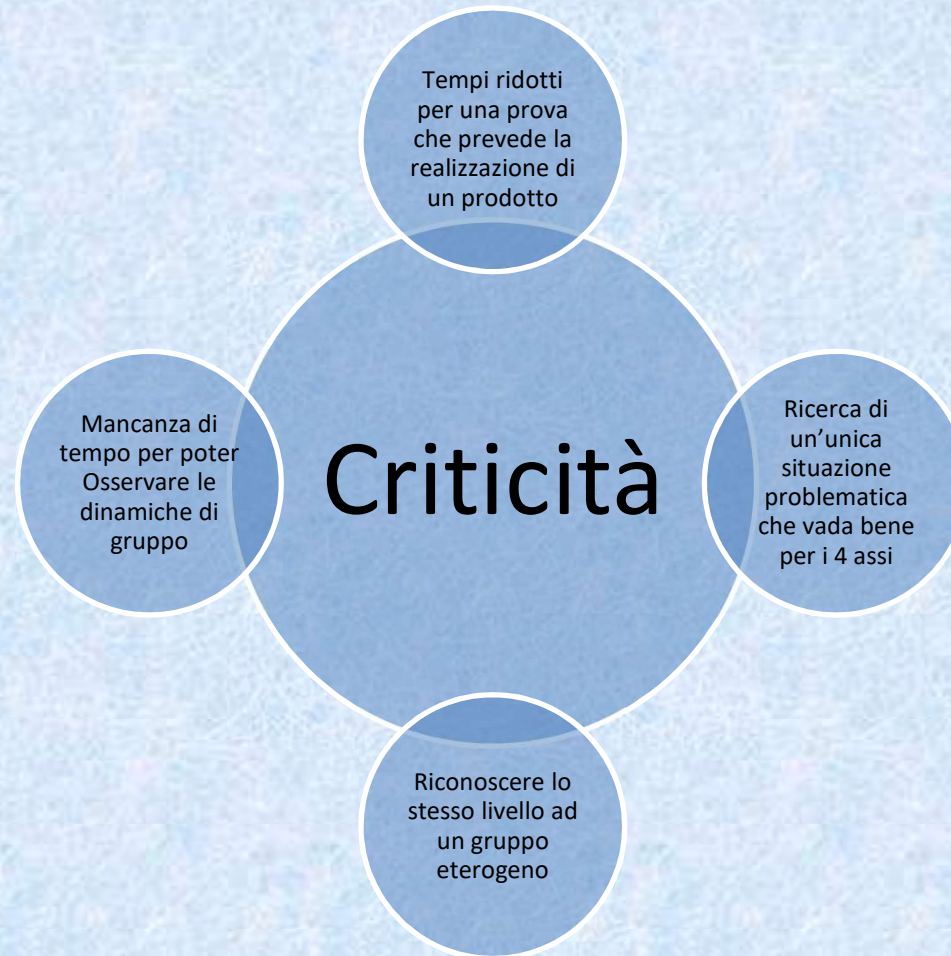 Tempi ridotti
per una prova
che prevede la
realizzazione di
un prodotto
Mancanza di
tempo per poter
Osservare le
dinamiche di
gruppo
Criticità
Ricerca di
un’unica
situazione
problematica
che vada bene
per i 4 assi
Riconoscere lo
stesso livello ad
un gruppo
eterogeno